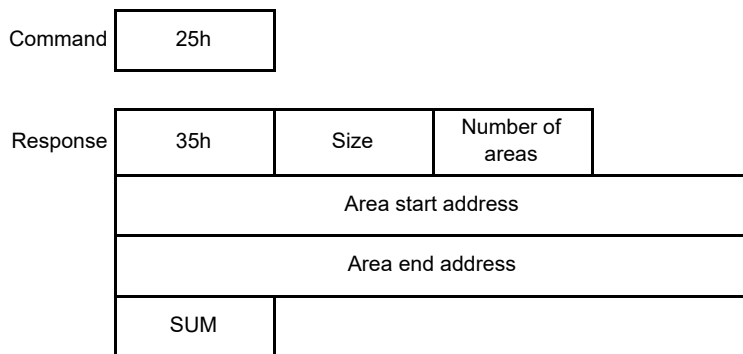 Command 25h
Response 35h Size Number of
areas
Area start address
Area end address
SUM